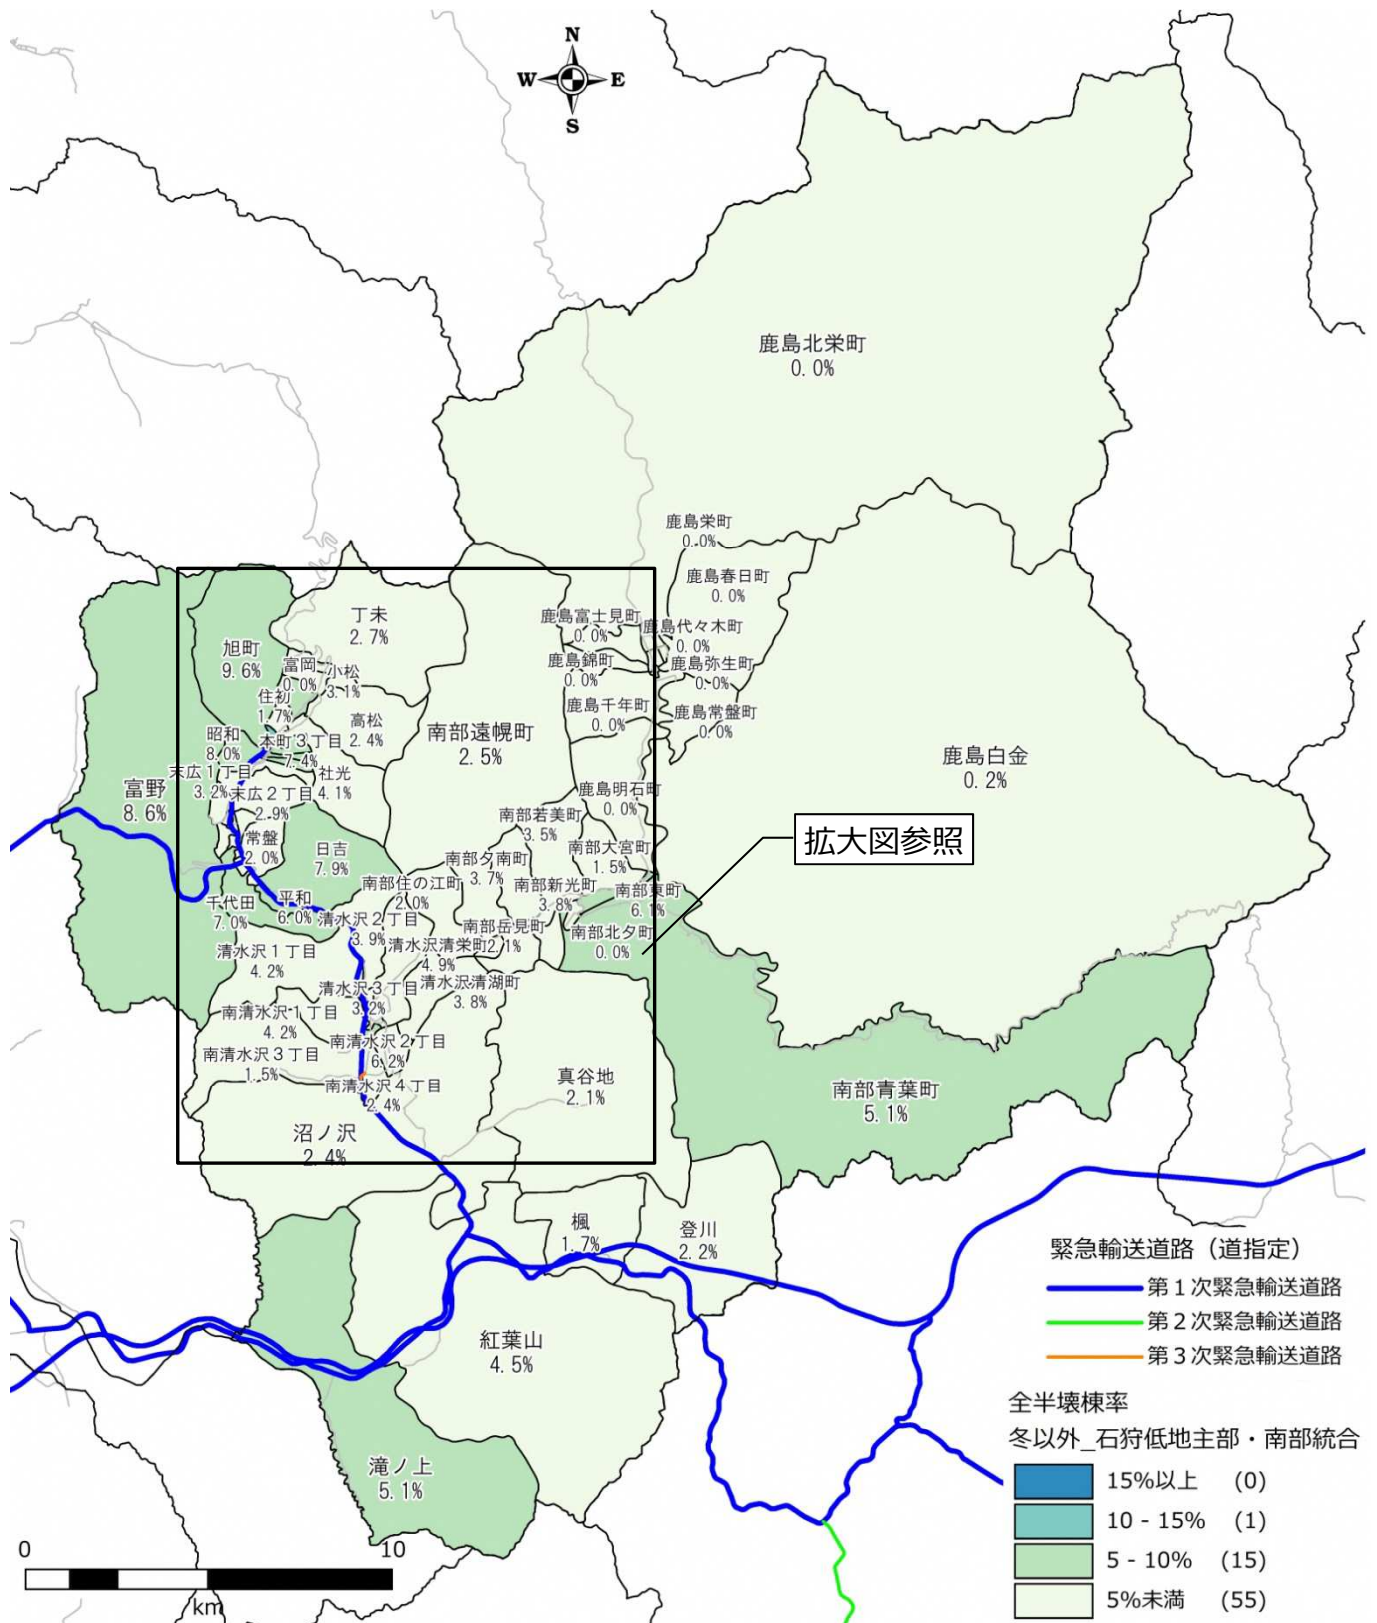 N
W E
S
鹿島北栄町
0.0%
鹿島栄町
0.0%
鹿島春日町
0.0%
鹿島白金
0.2%
丁未
2.7%
旭町
9.6%
富岡
0.0%
小松
3.1%
住初
1.7%
高松
2.4%
昭和
8.0%
本町3丁目
7.4%
社光
4.1%
末広1丁目
3.2%
末広2丁目
2.9%
富野
8.6%
常盤
2.0%
日吉
7.9%
千代田
7.0%
平和
6.0%
南部遠幌町
2.5%
鹿島富士見町
0.0%
鹿島代々木町
0.0%
鹿島錦町
0.0%
鹿島弥生町
0.0%
鹿島千年町
0.0%
鹿島常盤町
0.0%
鹿島明石町
0.0%
南部若美町
3.5%
南部大宮町
1.5%
南部夕南町
3.7%
南部住の江町
2.0%
南部新光町
3.8%
南部東町
6.1%
南部岳見町
2.1%
南部北夕町
0.0%
拡大図参照
清水沢2丁目
3.9%
清水沢清栄町
4.9%
清水沢1丁目
4.2%
清水沢3丁目
3.2%
清水沢清湖町
3.8%
南清水沢1丁目
4.2%
南清水沢2丁目
6.2%
南清水沢3丁目
1.5%
南清水沢4丁目
2.4%
真谷地
2.1%
南部青葉町
5.1%
沼ノ沢
2.4%
楓
1.7%
登川
2.2%
紅葉山
4.5%
滝ノ上
5.1%
緊急輸送道路(道指定)
第1次緊急輸送道路
第2次緊急輸送道路
第3次緊急輸送道路
全半壊棟率
冬以外_石狩低地主部・南部統合
15%以上 (0)
10 - 15% (1)
5 - 10% (15)
5%未満 (55)
0 10
km